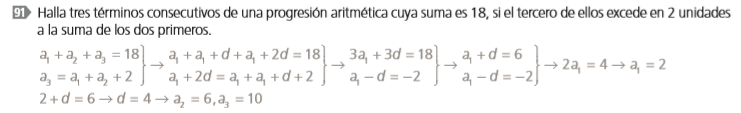 91 Halla tres términos consecutivos de una progresión aritmética cuya suma es 18, si el tercero de ellos excede en 2 unidades
a la suma de los dos primeros.
a₁ + a₂ + a₃ = 18 } → a₁ + a₁ + d + a₁ + 2d = 18 } → 3a₁ + 3d = 18 } → a₁ + d = 6 } → 2a₁ = 4 → a₁ = 2
a₃ = a₁ + a₂ + 2 } a₁ + 2d = a₁ + a₁ + d + 2 } a₁ – d = –2 } a₁ – d = –2 }
2 + d = 6 → d = 4 → a₂ = 6, a₃ = 10